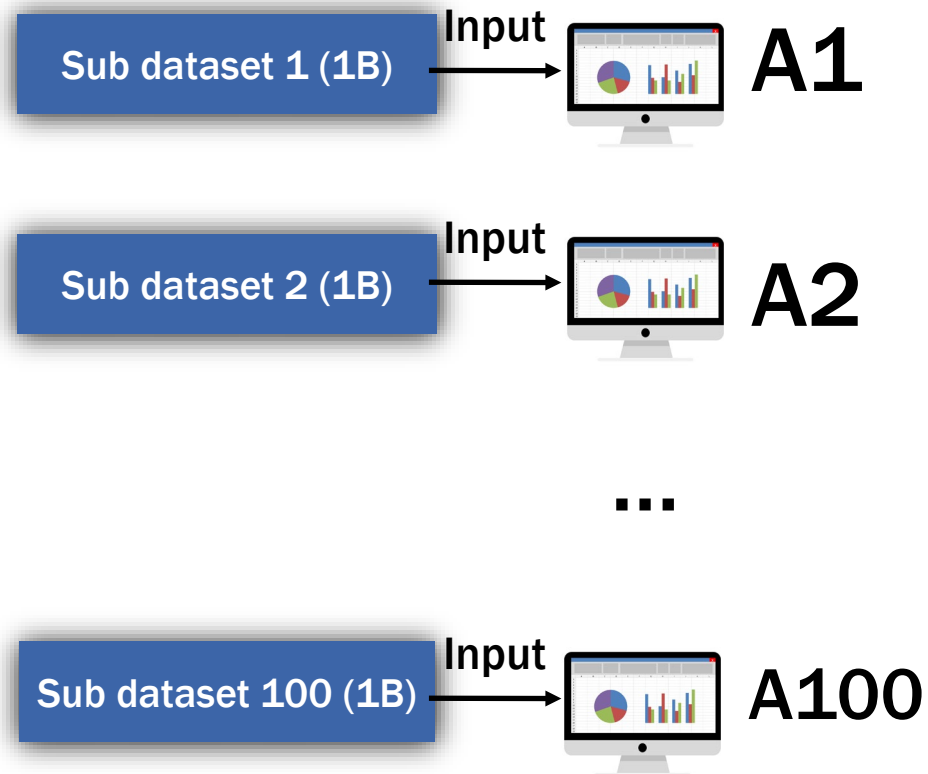 Input
Sub dataset 1 (1B)
A1
Input
Sub dataset 2 (1B)
A2
...
Input
Sub dataset 100 (1B)
A100